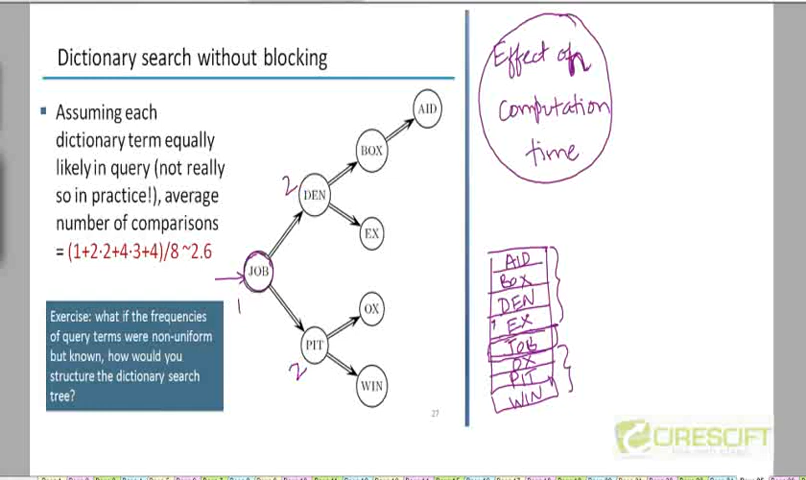 Dictionary search without blocking
Assuming each
dictionary term equally
likely in query (not really
so in practice!), average
number of comparisons
= (1+2·2+4·3+4)/8 ~2.6
Exercise: what if the frequencies
of query terms were non-uniform
but known, how would you
structure the dictionary search
tree?
AID
BOX
2
DEN
EX
JOB
1
OX
PIT
2
WIN
27
Effect of
computation
time
AID
BOX
DEN
EX
JOB
OX
PIT
WIN